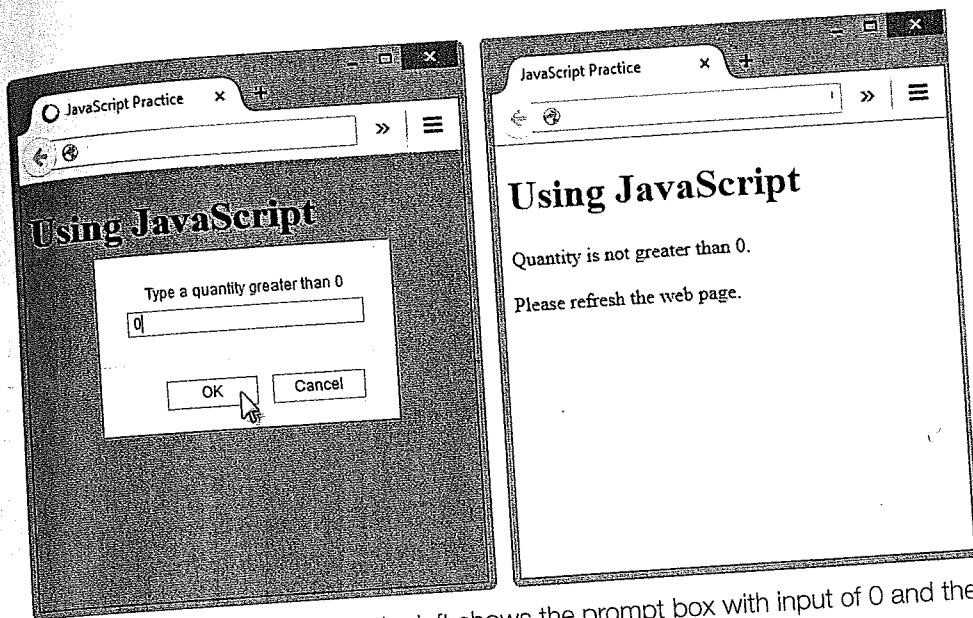 JavaScript Practice
Using JavaScript
Type a quantity greater than 0
0
OK
Cancel
JavaScript Practice
Using JavaScript
Quantity is not greater than 0.
Please refresh the web page.
shows the prompt box with input of 0 and the